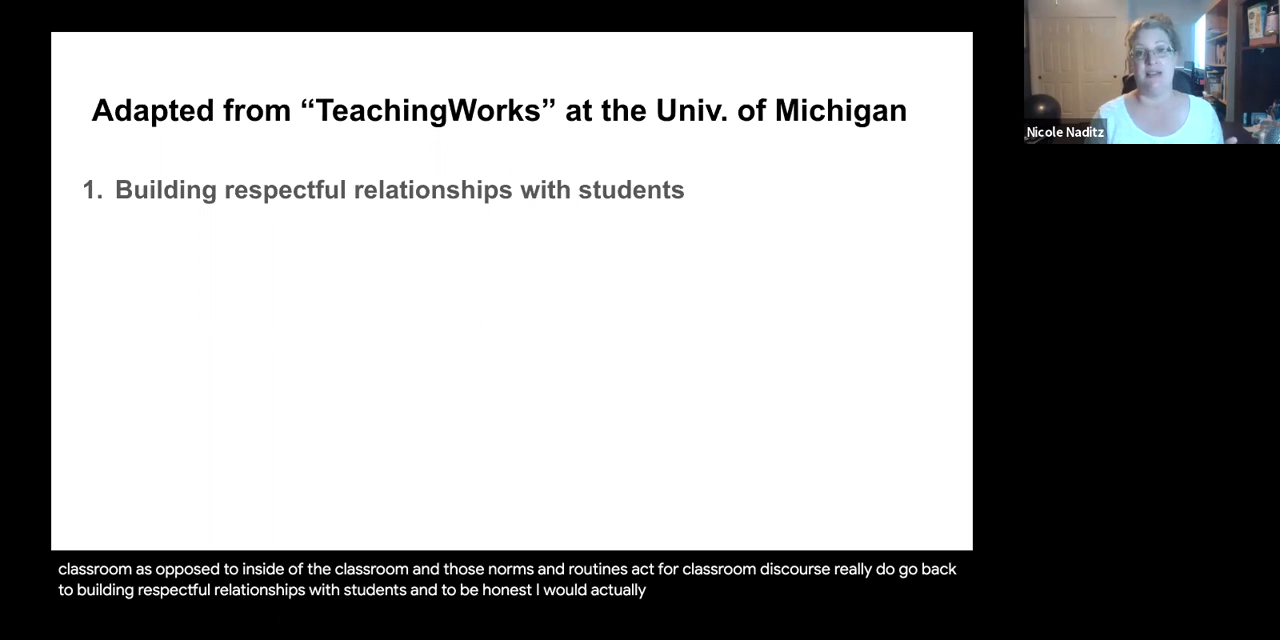 Adapted from “TeachingWorks” at the Univ. of Michigan
1. Building respectful relationships with students
Nicole Naditz
classroom as opposed to inside of the classroom and those norms and routines act for classroom discourse really do go back
to building respectful relationships with students and to be honest I would actually